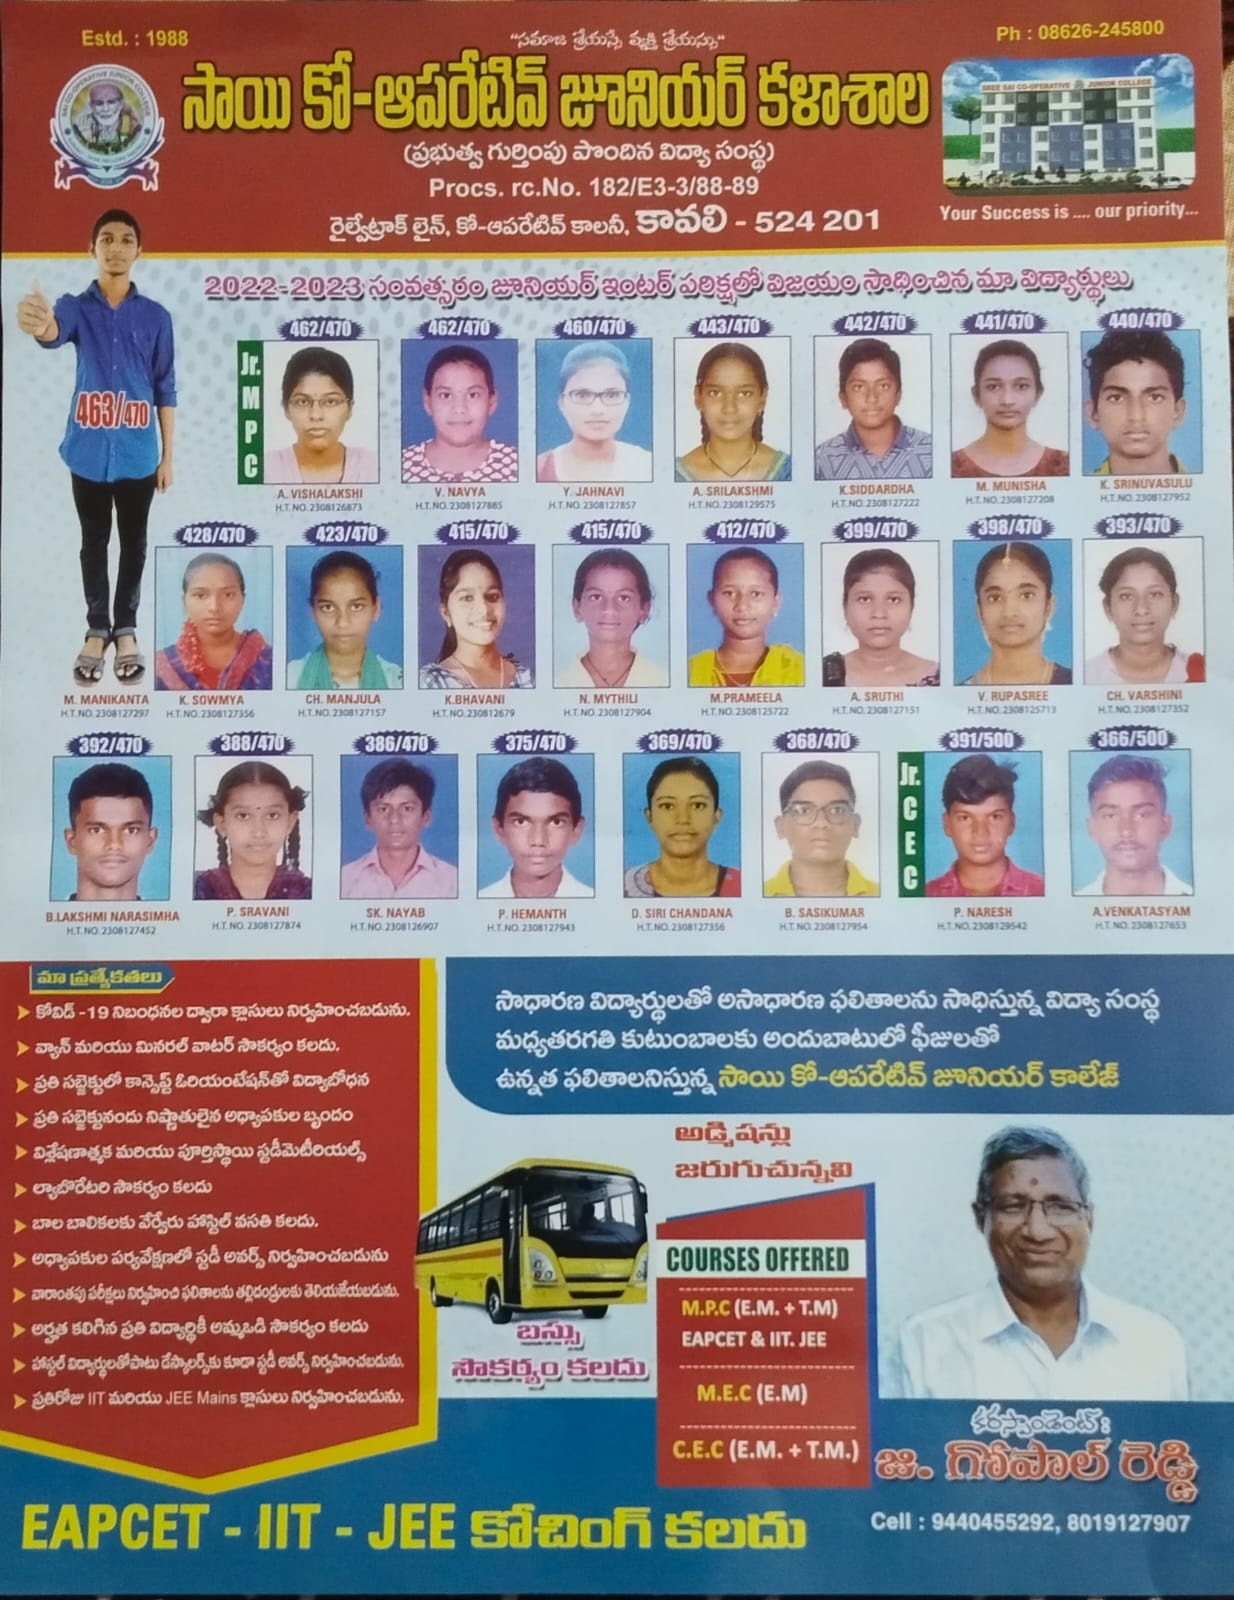 Estd. : 1988
"సమాజ శ్రేయస్సే వ్యక్తి శ్రేయస్సు"
Ph : 08626-245800
సాయి కో-ఆపరేటివ్ జూనియర్ కళాశాల
(ప్రభుత్వ గుర్తింపు పొందిన విద్యా సంస్థ)
SREE SAI CO-OPERATIVE JUNIOR COLLEGE
Procs. rc.No. 182/E3-3/88-89
రైల్వేట్రాక్ లైన్, కో-ఆపరేటివ్ కాలనీ, కావలి - 524 201
Your Success is .... our priority...
2022-2023 సంవత్సరం జూనియర్ ఇంటర్ పరిక్షలో విజయం సాధించిన మా విద్యార్థులు
463/470
Jr. MPC
462/470 462/470 460/470 443/470 442/470 441/470 440/470
A. VISHALAKSHI V. NAVYA Y. JAHNAVI A. SRILAKSHMI K.SIDDARDHA M. MUNISHA K. SRINUVASULU
H.T.NO.2308126873 H.T.NO.2308127885 H.T.NO.2308127857 H.T.NO.2308129575 H.T.NO.2308127222 H.T.NO.2308127208 H.T.NO.2308127952
428/470 423/470 415/470 415/470 412/470 399/470 398/470 393/470
M. MANIKANTA K. SOWMYA CH. MANJULA K.BHAVANI N. MYTHILI M.PRAMEELA A. SRUTHI V. RUPASREE CH. VARSHINI
H.T.NO.2308127297 H.T.NO.2308127356 H.T.NO.2308127157 H.T.NO.230812679 H.T.NO.2308127904 H.T.NO.2308125722 H.T.NO.2308127151 H.T.NO.2308125713 H.T.NO.2308127352
392/470 388/470 386/470 375/470 369/470 368/470
Jr. CEC
391/500 366/500
B.LAKSHMI NARASIMHA P. SRAVANI SK. NAYAB P. HEMANTH D. SIRI CHANDANA B. SASIKUMAR P. NARESH A.VENKATASYAM
H.T.NO.2308127452 H.T.NO.2308127874 H.T.NO.2308126907 H.T.NO.2308127943 H.T.NO.2308127356 H.T.NO.2308127954 H.T.NO.2308129542 H.T.NO.2308127653
మా ప్రత్యేకతలు
కోవిడ్ -19 నిబంధనల ద్వారా క్లాసులు నిర్వహించబడును.
వ్యాన్ మరియు మినరల్ వాటర్ సౌకర్యం కలదు.
ప్రతి సబ్జెక్టులో కాన్సెప్ట్ ఓరియంటేషన్‌తో విద్యాబోధన
ప్రతి సబ్జెక్టునందు నిష్ణాతులైన అధ్యాపకుల బృందం
విశ్లేషణాత్మక మరియు పూర్తిస్థాయి స్టడీమెటీరియల్స్
ల్యాబొరేటరి సౌకర్యం కలదు
బాల బాలికలకు వేర్వేరు హాస్టల్ వసతి కలదు.
అధ్యాపకుల పర్యవేక్షణలో స్టడీ అవర్స్ నిర్వహించబడును
వారాంతపు పరీక్షలు నిర్వహించి ఫలితాలను తల్లిదండ్రులకు తెలియజేయబడును.
అర్హత కలిగిన ప్రతి విద్యార్థికీ అమ్మఒడి సౌకర్యం కలదు
హాస్టల్ విద్యార్థులతోపాటు డేస్కాలర్స్‌కు కూడా స్టడీ అవర్స్ నిర్వహించబడును.
ప్రతిరోజు IIT మరియు JEE Mains క్లాసులు నిర్వహించబడును.
సాధారణ విద్యార్థులతో అసాధారణ ఫలితాలను సాధిస్తున్న విద్యా సంస్థ
మధ్యతరగతి కుటుంబాలకు అందుబాటులో ఫీజులతో
ఉన్నత ఫలితాలనిస్తున్న సాయి కో-ఆపరేటివ్ జూనియర్ కాలేజ్
అడ్మిషన్లు
జరుగుచున్నవి
బస్సు
సౌకర్యం కలదు
COURSES OFFERED
M.P.C (E.M. + T.M)
EAPCET & IIT. JEE
M.E.C (E.M)
C.E.C (E.M. + T.M.)
కరస్పాండెంట్ :
జి. గోపాల్ రెడ్డి
Cell : 9440455292, 8019127907
EAPCET - IIT - JEE కోచింగ్ కలదు